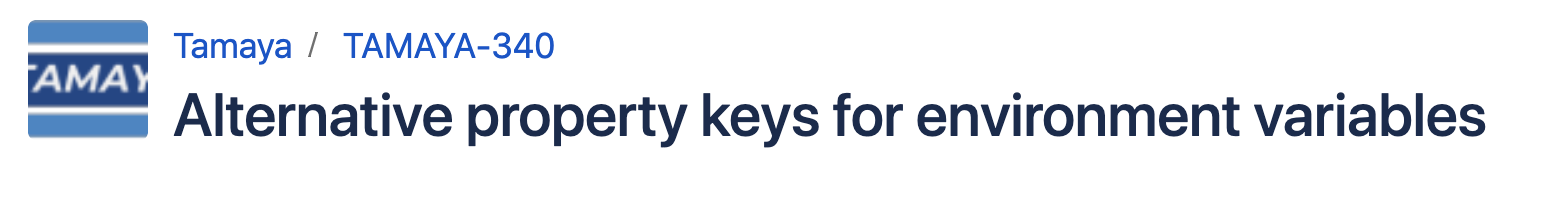 TAMAY
Tamaya / TAMAYA-340
Alternative property keys for environment variables